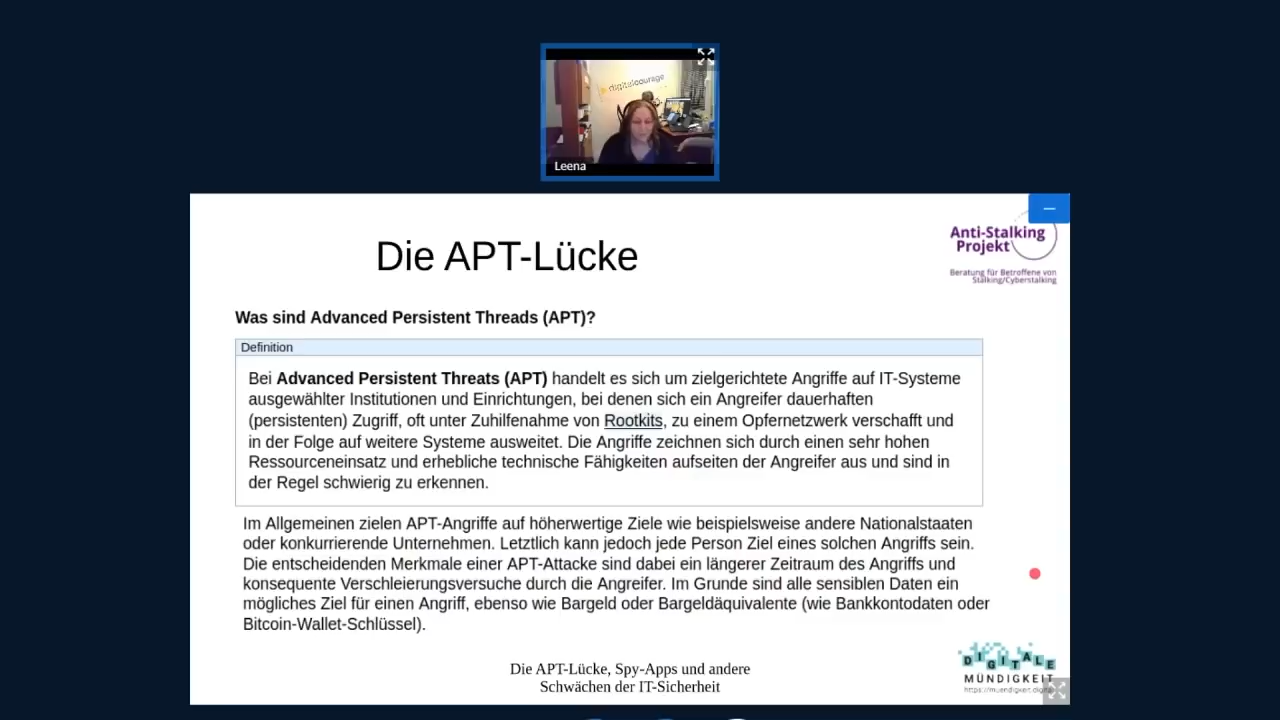 digitalcourage
Leena
Die APT-Lücke
Anti-Stalking
Projekt
Beratung für Betroffene von
Stalking/Cyberstalking
Was sind Advanced Persistent Threads (APT)?
Definition
Bei Advanced Persistent Threats (APT) handelt es sich um zielgerichtete Angriffe auf IT-Systeme
ausgewählter Institutionen und Einrichtungen, bei denen sich ein Angreifer dauerhaften
(persistenten) Zugriff, oft unter Zuhilfenahme von Rootkits, zu einem Opfernetzwerk verschafft und
in der Folge auf weitere Systeme ausweitet. Die Angriffe zeichnen sich durch einen sehr hohen
Ressourceneinsatz und erhebliche technische Fähigkeiten aufseiten der Angreifer aus und sind in
der Regel schwierig zu erkennen.
Im Allgemeinen zielen APT-Angriffe auf höherwertige Ziele wie beispielsweise andere Nationalstaaten
oder konkurrierende Unternehmen. Letztlich kann jedoch jede Person Ziel eines solchen Angriffs sein.
Die entscheidenden Merkmale einer APT-Attacke sind dabei ein längerer Zeitraum des Angriffs und
konsequente Verschleierungsversuche durch die Angreifer. Im Grunde sind alle sensiblen Daten ein
mögliches Ziel für einen Angriff, ebenso wie Bargeld oder Bargeldäquivalente (wie Bankkontodaten oder
Bitcoin-Wallet-Schlüssel).
Die APT-Lücke, Spy-Apps und andere
Schwächen der IT-Sicherheit
DIGITALE
MÜNDIGKEIT
https://muendigkeit.digital